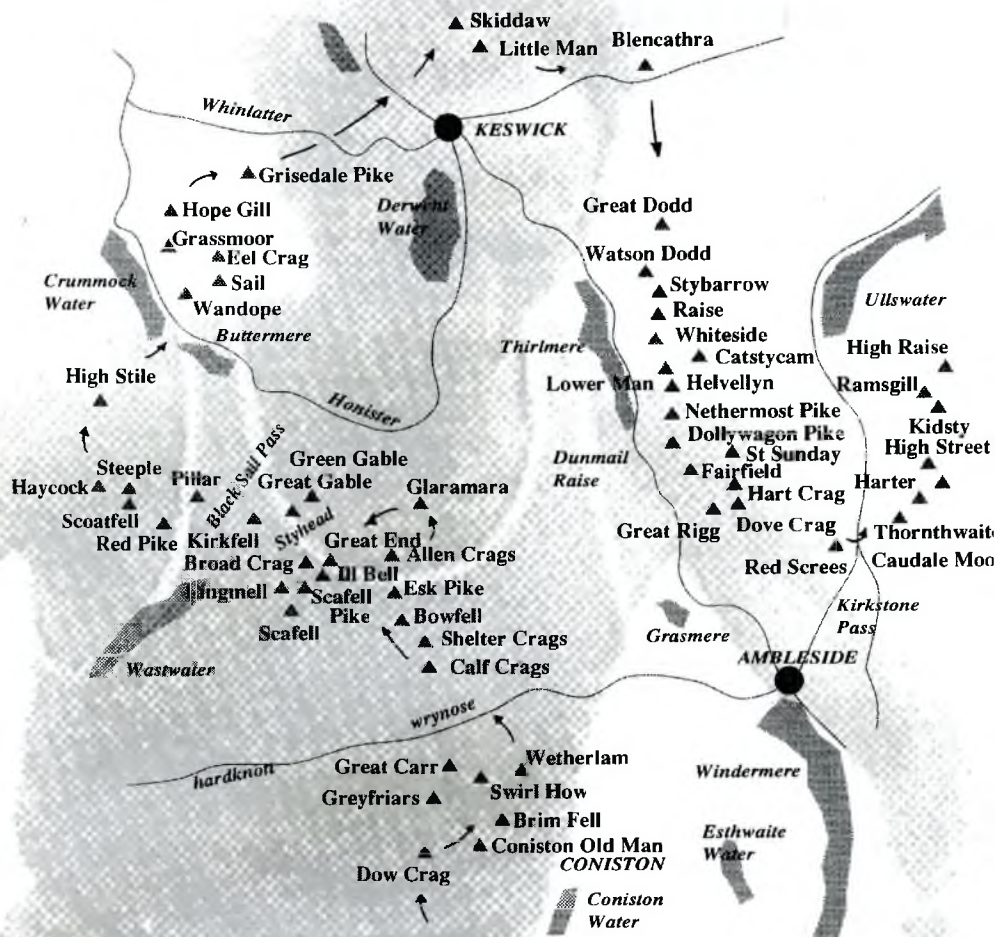 Skiddaw
Little Man
Blencathra
Whinlatter
KESWICK
Grisedale Pike
Hope Gill
Derwent
Water
Great Dodd
Grassmoor
Eel Crag
Watson Dodd
Crummock
Water
Sail
Stybarrow
Wandope
Raise
Ullswater
Buttermere
Whiteside
Thirlmere
Catstycam
High Raise
High Stile
Lower Man
Helvellyn
Ramsgill
Honister
Nethermost Pike
Kidsty
Dollywagon Pike
High Street
Black Sail Pass
Green Gable
St Sunday
Steeple
Pillar
Great Gable
Dunmail
Raise
Fairfield
Haycock
Glaramara
Hart Crag
Harter
Scoatfell
Styhead
Great Rigg
Dove Crag
Thornthwaite
Red Pike
Kirkfell
Great End
Broad Crag
Allen Crags
Red Screes
Caudale Moo
Ill Bell
Lingmell
Scafell
Pike
Esk Pike
Kirkstone
Pass
Scafell
Bowfell
Grasmere
Wastwater
Shelter Crags
AMBLESIDE
Calf Crags
wrynose
hardknott
Great Carr
Wetherlam
Windermere
Swirl How
Greyfriars
Brim Fell
Esthwaite
Water
Coniston Old Man
CONISTON
Dow Crag
Coniston
Water